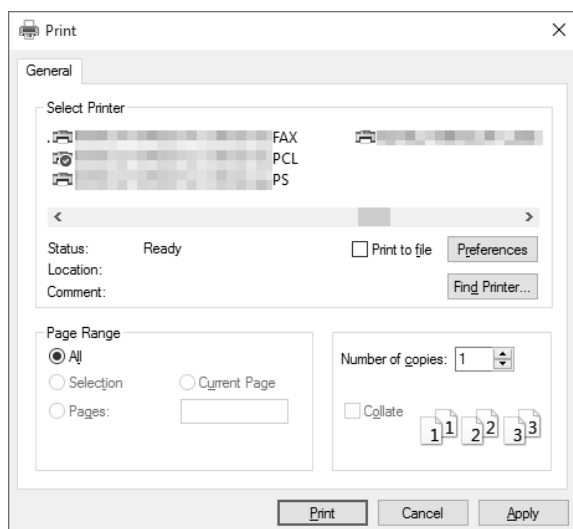 Print
General
Select Printer
FAX
PCL
PS
Status: Ready
Location:
Comment:
Print to file
Preferences
Find Printer...
Page Range
All
Selection
Current Page
Pages:
Number of copies: 1
Collate
1 1 2 2 3 3
Print
Cancel
Apply